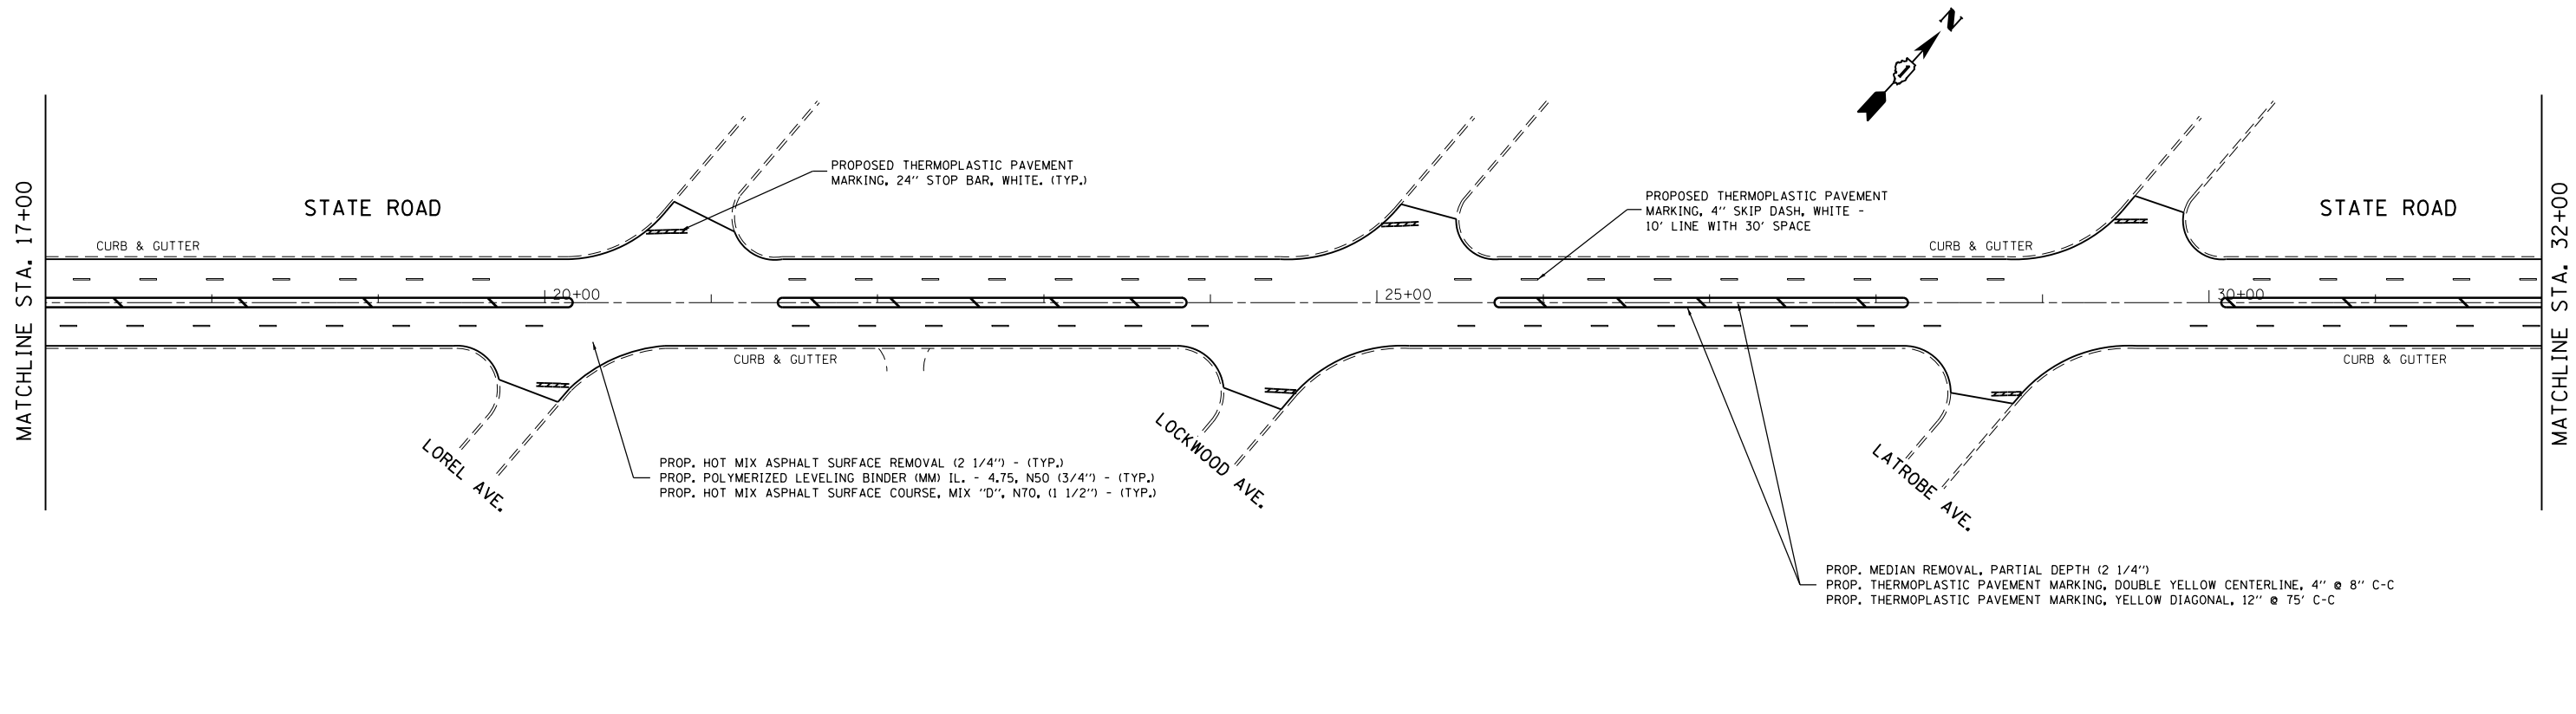 N
PROPOSED THERMOPLASTIC PAVEMENT
MARKING, 24" STOP BAR, WHITE. (TYP.)
PROPOSED THERMOPLASTIC PAVEMENT
MARKING, 4" SKIP DASH, WHITE -
10' LINE WITH 30' SPACE
STATE ROAD
STATE ROAD
MATCHLINE STA. 17+00
MATCHLINE STA. 32+00
CURB & GUTTER
CURB & GUTTER
20+00
25+00
30+00
CURB & GUTTER
CURB & GUTTER
LOREL AVE.
LOCKWOOD AVE.
LATROBE AVE.
PROP. HOT MIX ASPHALT SURFACE REMOVAL (2 1/4") - (TYP.)
PROP. POLYMERIZED LEVELING BINDER (MM) IL. - 4.75, N50 (3/4") - (TYP.)
PROP. HOT MIX ASPHALT SURFACE COURSE, MIX "D", N70, (1 1/2") - (TYP.)
PROP. MEDIAN REMOVAL, PARTIAL DEPTH (2 1/4")
PROP. THERMOPLASTIC PAVEMENT MARKING, DOUBLE YELLOW CENTERLINE, 4" @ 8" C-C
PROP. THERMOPLASTIC PAVEMENT MARKING, YELLOW DIAGONAL, 12" @ 75' C-C